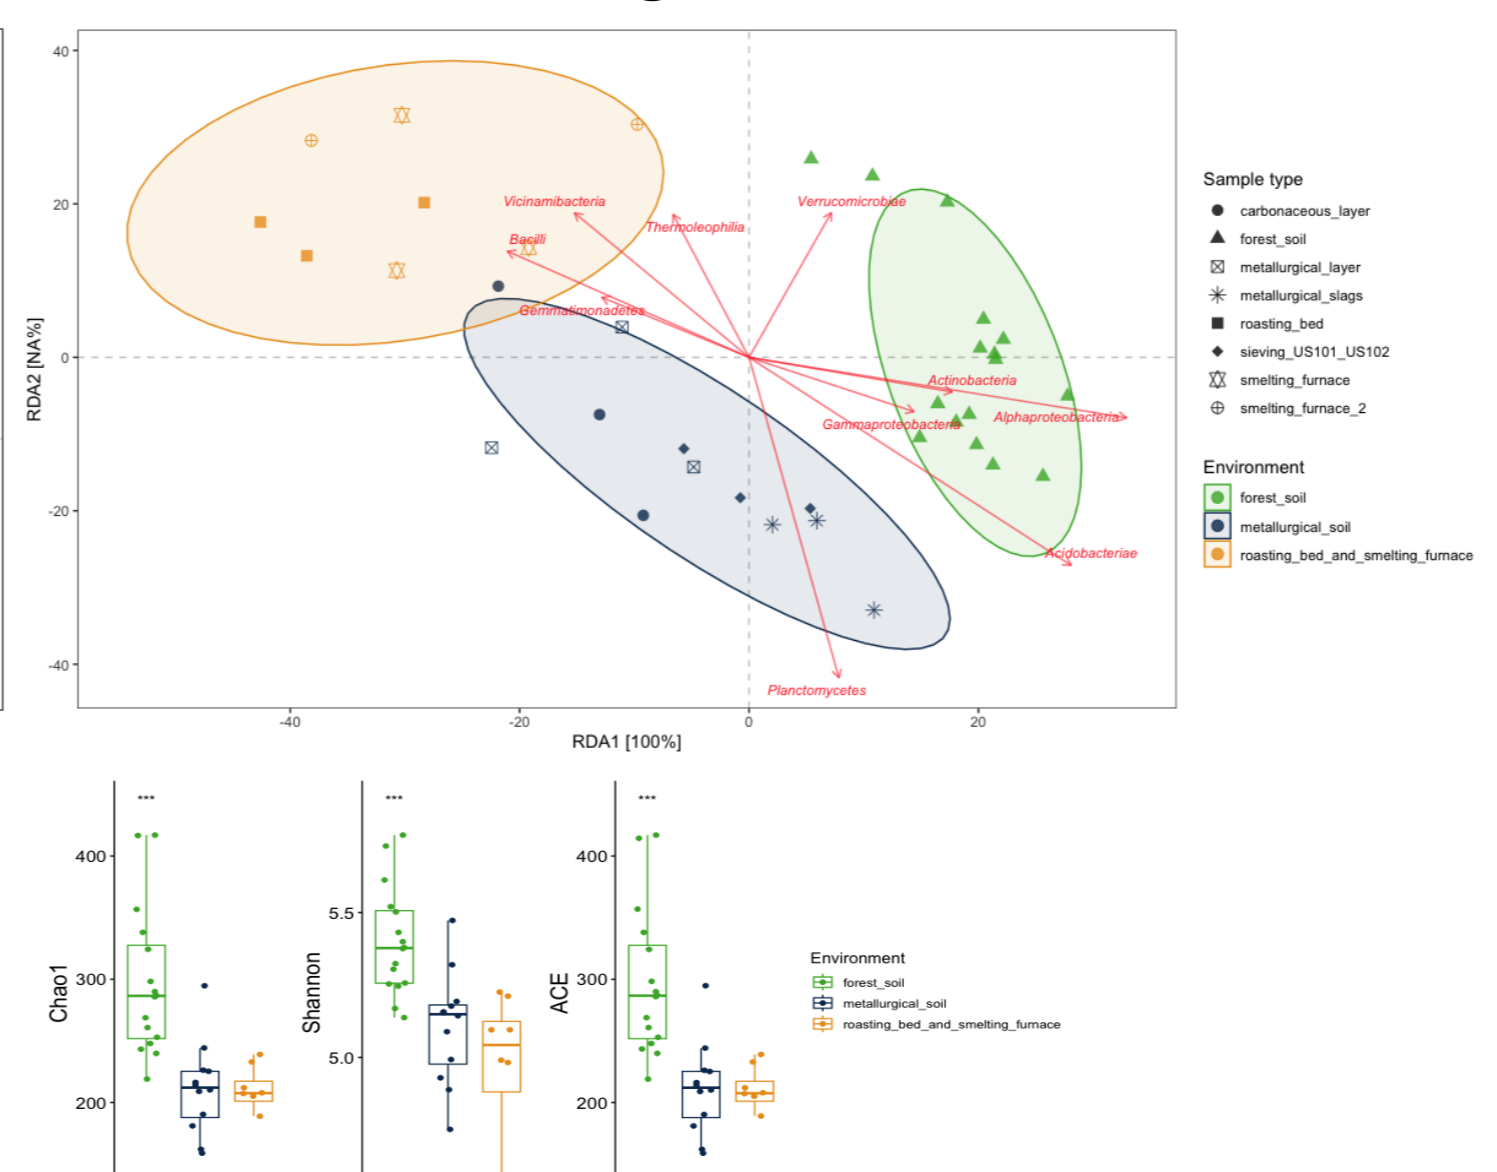 40
20
0
-20
-40
RDA2 [NA%]
Vicinamibacteria
Thermoleophilia
Verrucomicrobiae
Bacilli
Gemmatimonadetes
Actinobacteria
Alphaproteobacteria
Gammaproteobacteria
Acidobacteriae
Planctomycetes
-40
-20
0
20
RDA1 [100%]
Sample type
carbonaceous_layer
forest_soil
metallurgical_layer
metallurgical_slags
roasting_bed
sieving_US101_US102
smelting_furnace
smelting_furnace_2
Environment
forest_soil
metallurgical_soil
roasting_bed_and_smelting_furnace
***
400
300
200
Chao1
***
5.5
5.0
Shannon
***
400
300
200
ACE
Environment
forest_soil
metallurgical_soil
roasting_bed_and_smelting_furnace